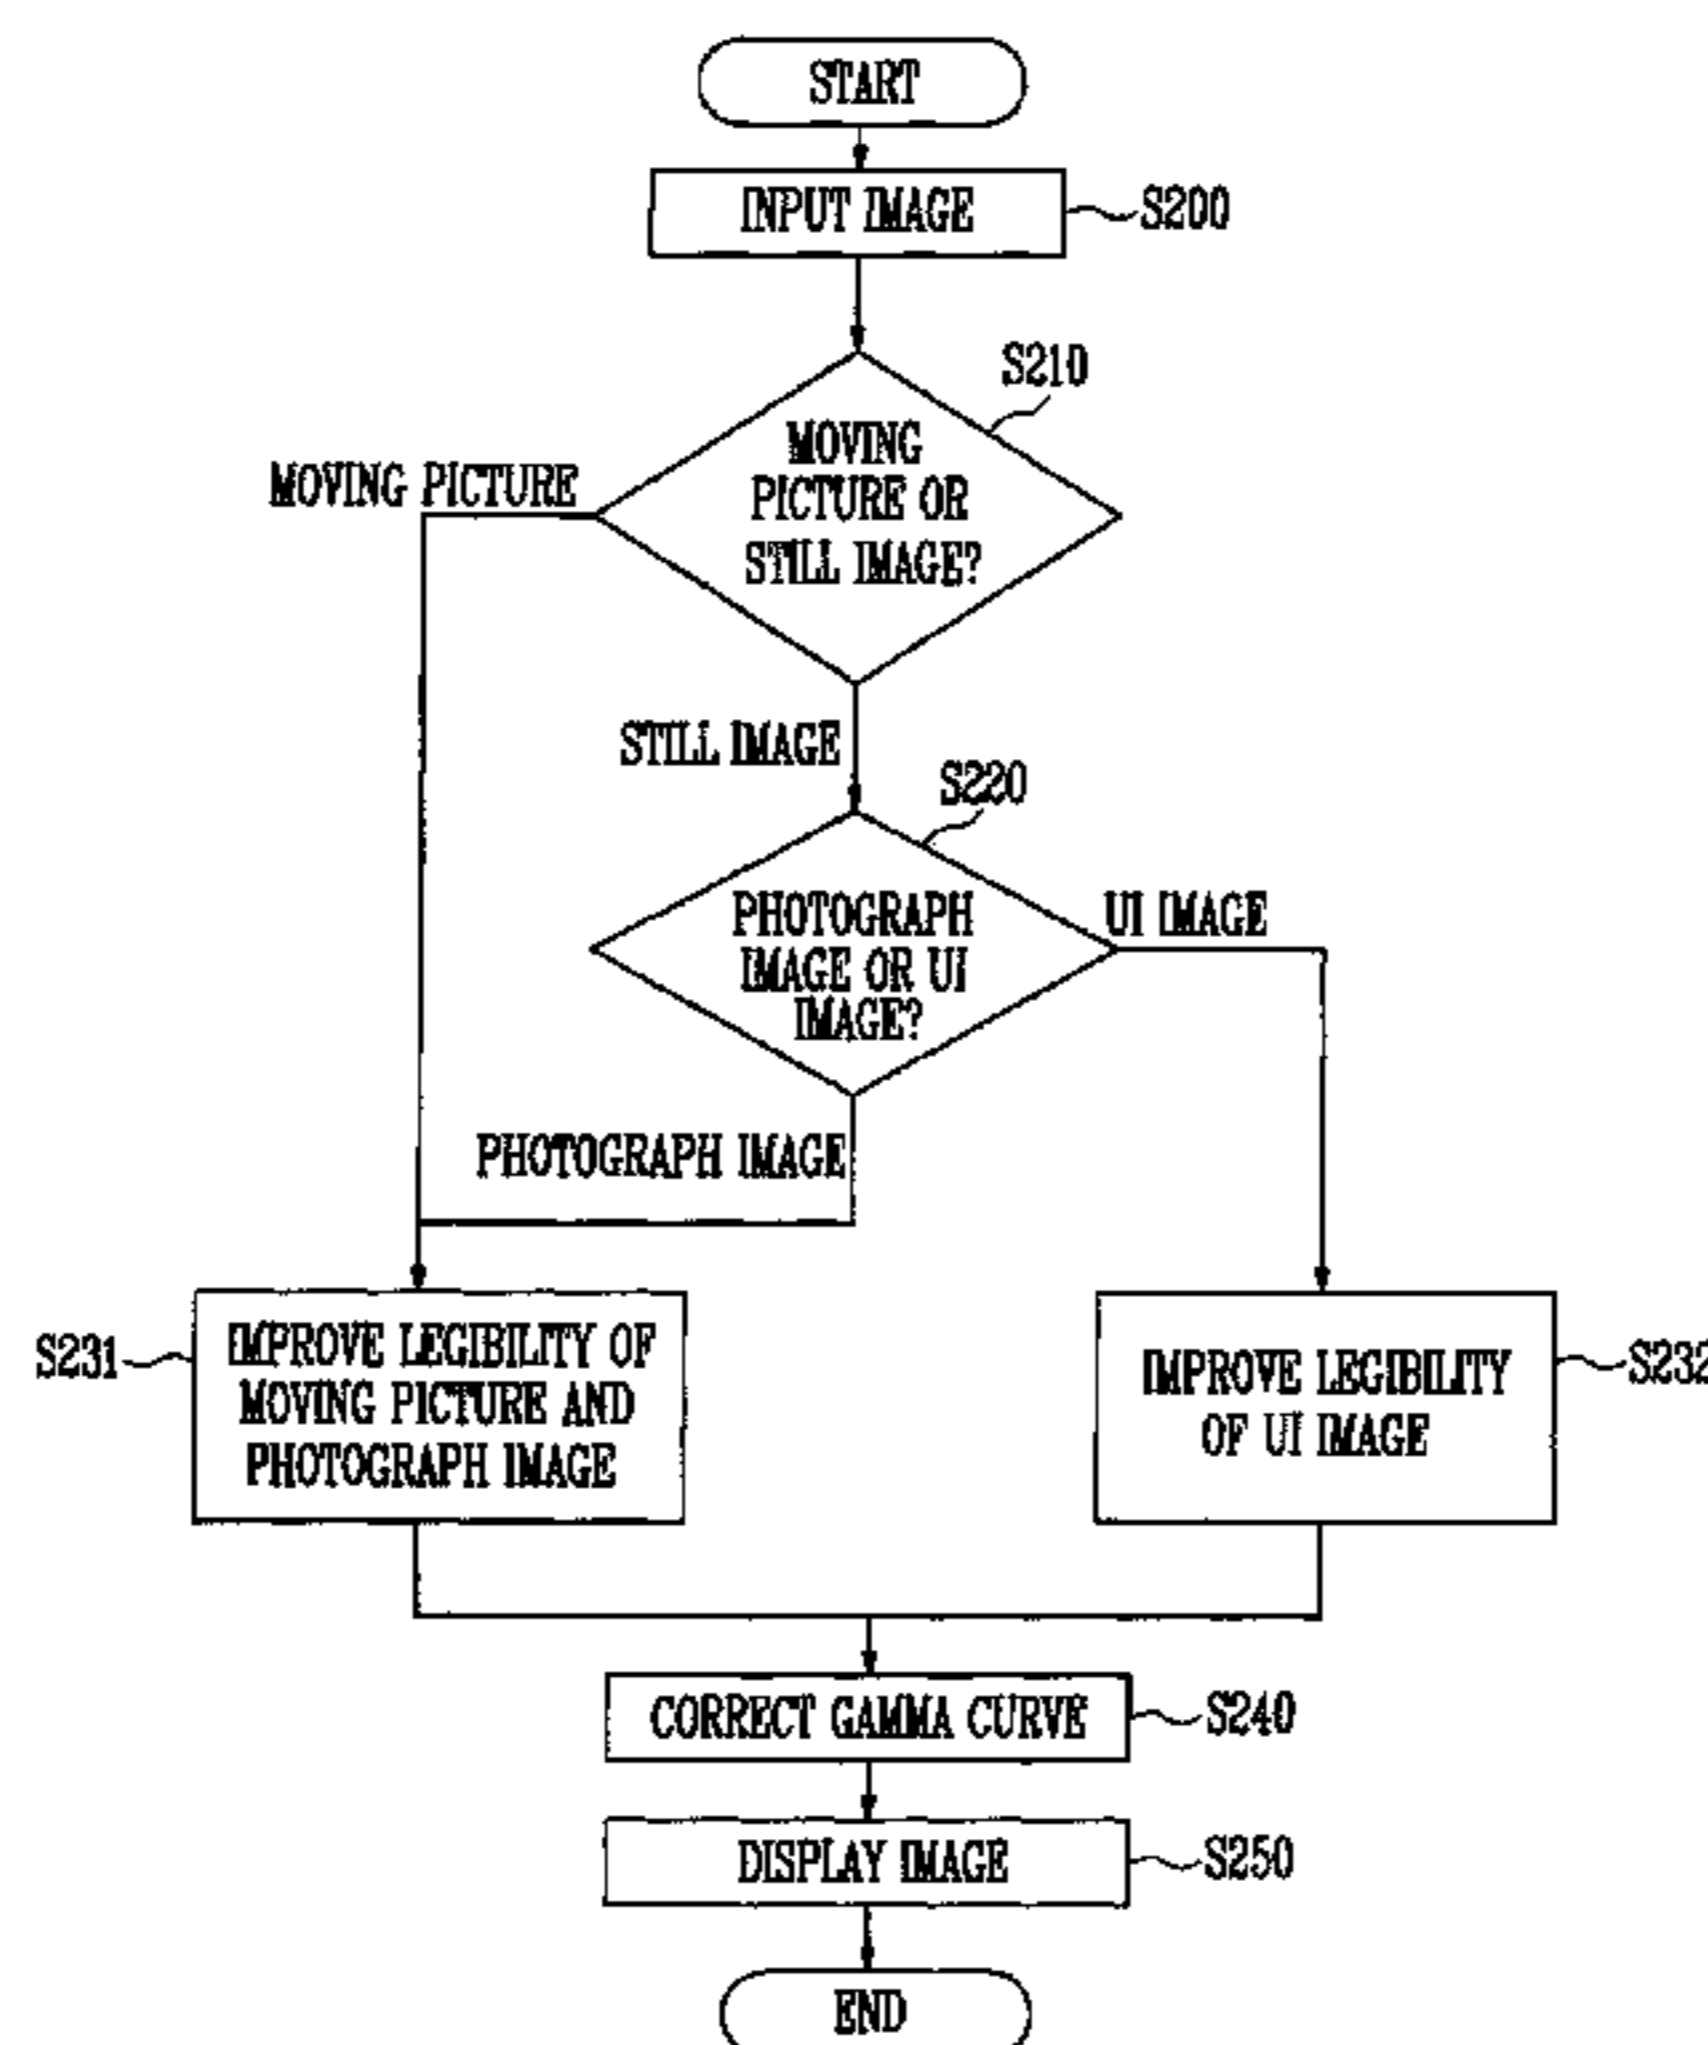 START
INPUT IMAGE
S200
S210
MOVING
PICTURE OR
STILL IMAGE?
MOVING PICTURE
STILL IMAGE
S220
PHOTOGRAPH
IMAGE OR UI
IMAGE?
UI IMAGE
PHOTOGRAPH IMAGE
S231
IMPROVE LEGIBILITY OF
MOVING PICTURE AND
PHOTOGRAPH IMAGE
IMPROVE LEGIBILITY
OF UI IMAGE
S232
CORRECT GAMMA CURVE
S240
DISPLAY IMAGE
S250
END